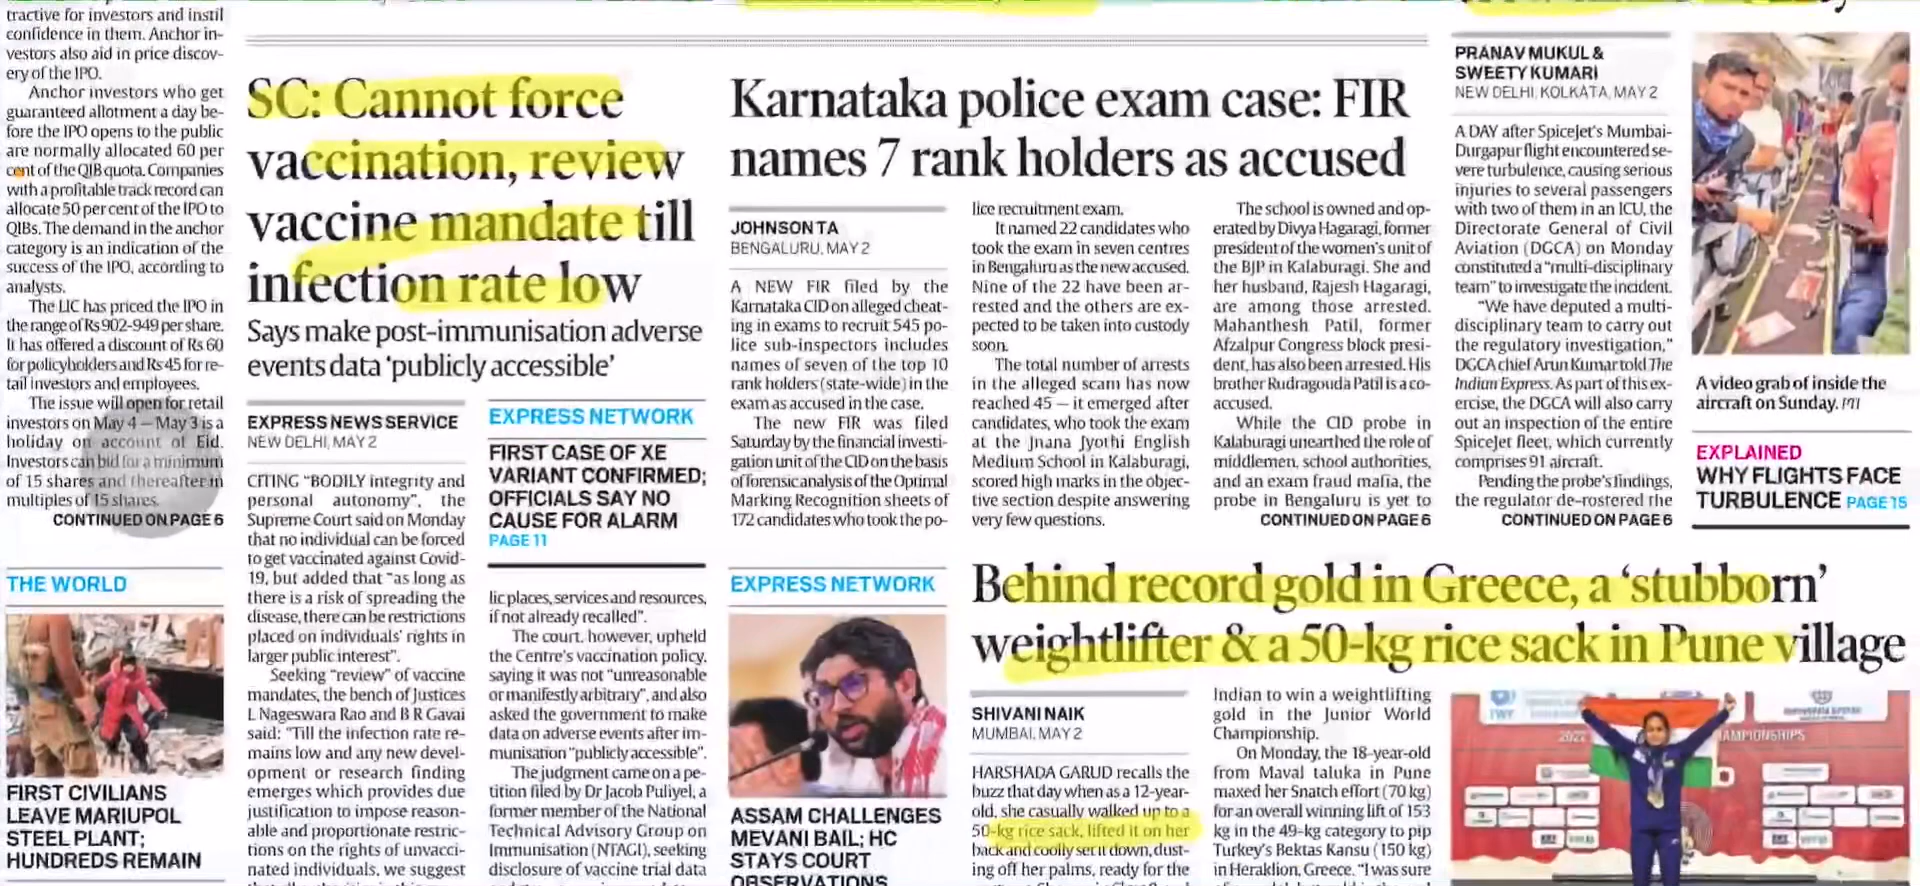 tractive for investors and instil
confidence in them. Anchor in-
vestors also aid in price discov-
ery of the IPO.
Anchor investors who get
guaranteed allotment a day be-
fore the IPO opens to the public
are normally allocated 60 per
cent of the QIB quota. Companies
with a profitable track record can
allocate 50 per cent of the IPO to
QIBs. The demand in the anchor
category is an indication of the
success of the IPO, according to
analysts.
The LIC has priced the IPO in
the range of Rs 902-949 per share.
It has offered a discount of Rs 60
for policyholders and Rs 45 for re-
tail investors and employees.
The issue will open for retail
investors on May 4 — May 3 is a
holiday on account of Eid.
Investors can bid for a minimum
of 15 shares and thereafter in
multiples of 15 shares.
CONTINUED ON PAGE 6
THE WORLD
FIRST CIVILIANS
LEAVE MARIUPOL
STEEL PLANT;
HUNDREDS REMAIN
SC: Cannot force
vaccination, review
vaccine mandate till
infection rate low
Says make post-immunisation adverse
events data ‘publicly accessible’
EXPRESS NEWS SERVICE
NEW DELHI, MAY 2
CITING “BODILY integrity and
personal autonomy”, the
Supreme Court said on Monday
that no individual can be forced
to get vaccinated against Covid-
19, but added that “as long as
there is a risk of spreading the
disease, there can be restrictions
placed on individuals’ rights in
larger public interest”.
Seeking “review” of vaccine
mandates, the bench of Justices
L Nageswara Rao and B R Gavai
said: “Till the infection rate re-
mains low and any new devel-
opment or research finding
emerges which provides due
justification to impose reason-
able and proportionate restric-
tions on the rights of unvacci-
nated individuals, we suggest
EXPRESS NETWORK
FIRST CASE OF XE
VARIANT CONFIRMED;
OFFICIALS SAY NO
CAUSE FOR ALARM
PAGE 11
lic places, services and resources,
if not already recalled”.
The court, however, upheld
the Centre’s vaccination policy,
saying it was not “unreasonable
or manifestly arbitrary”, and also
asked the government to make
data on adverse events after im-
munisation “publicly accessible”.
The judgment came on a pe-
tition filed by Dr Jacob Puliyel, a
former member of the National
Technical Advisory Group on
Immunisation (NTAGI), seeking
disclosure of vaccine trial data
Karnataka police exam case: FIR
names 7 rank holders as accused
JOHNSON TA
BENGALURU, MAY 2
A NEW FIR filed by the
Karnataka CID on alleged cheat-
ing in exams to recruit 545 po-
lice sub-inspectors includes
names of seven of the top 10
rank holders (state-wide) in the
exam as accused in the case.
The new FIR was filed
Saturday by the financial investi-
gation unit of the CID on the basis
of forensic analysis of the Optimal
Marking Recognition sheets of
172 candidates who took the po-
lice recruitment exam.
It named 22 candidates who
took the exam in seven centres
in Bengaluru as the new accused.
Nine of the 22 have been ar-
rested and the others are ex-
pected to be taken into custody
soon.
The total number of arrests
in the alleged scam has now
reached 45 — it emerged after
candidates, who took the exam
at the Jnana Jyothi English
Medium School in Kalaburagi,
scored high marks in the objec-
tive section despite answering
very few questions.
The school is owned and op-
erated by Divya Hagaragi, former
president of the women’s unit of
the BJP in Kalaburagi. She and
her husband, Rajesh Hagaragi,
are among those arrested.
Mahanthesh Patil, former
Afzalpur Congress block presi-
dent, has also been arrested. His
brother Rudragouda Patil is a co-
accused.
While the CID probe in
Kalaburagi unearthed the role of
middlemen, school authorities,
and an exam fraud mafia, the
probe in Bengaluru is yet to
CONTINUED ON PAGE 6
PRANAV MUKUL &
SWEETY KUMARI
NEW DELHI, KOLKATA, MAY 2
A DAY after SpiceJet’s Mumbai-
Durgapur flight encountered se-
vere turbulence, causing serious
injuries to several passengers
with two of them in an ICU, the
Directorate General of Civil
Aviation (DGCA) on Monday
constituted a “multi-disciplinary
team” to investigate the incident.
“We have deputed a multi-
disciplinary team to carry out
the regulatory investigation,”
DGCA chief Arun Kumar told The
Indian Express. As part of this ex-
ercise, the DGCA will also carry
out an inspection of the entire
SpiceJet fleet, which currently
comprises 91 aircraft.
Pending the probe’s findings,
the regulator de-rostered the
CONTINUED ON PAGE 6
A video grab of inside the
aircraft on Sunday. PTI
EXPLAINED
WHY FLIGHTS FACE
TURBULENCE PAGE 15
EXPRESS NETWORK
ASSAM CHALLENGES
MEVANI BAIL; HC
STAYS COURT
OBSERVATIONS
Behind record gold in Greece, a ‘stubborn’
weightlifter & a 50-kg rice sack in Pune village
SHIVANI NAIK
MUMBAI, MAY 2
HARSHADA GARUD recalls the
buzz that day when as a 12-year-
old, she casually walked up to a
50-kg rice sack, lifted it on her
back and coolly set it down, dust-
ing off her palms, ready for the
Indian to win a weightlifting
gold in the Junior World
Championship.
On Monday, the 18-year-old
from Maval taluka in Pune
maxed her Snatch effort (70 kg)
for an overall winning lift of 153
kg in the 49-kg category to pip
Turkey’s Bektas Kansu (150 kg)
in Heraklion, Greece. “I was sure
2022
AMPIONSHIPS